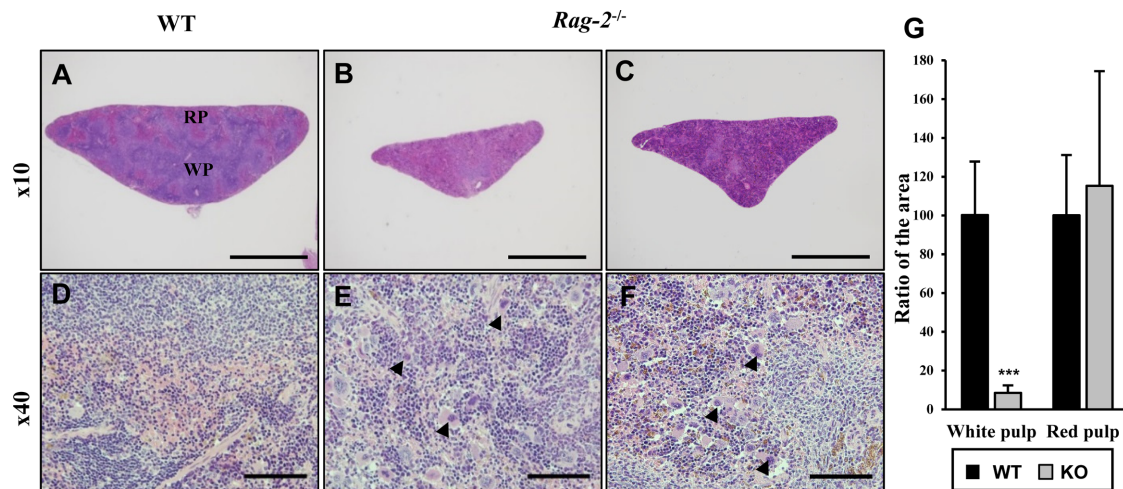 WT
Rag-2-/-
G
A
RP
WP
B
C
x10
D
E
F
x40
Ratio of the area
180
160
140
120
100
80
60
40
20
0
***
White pulp Red pulp
WT KO